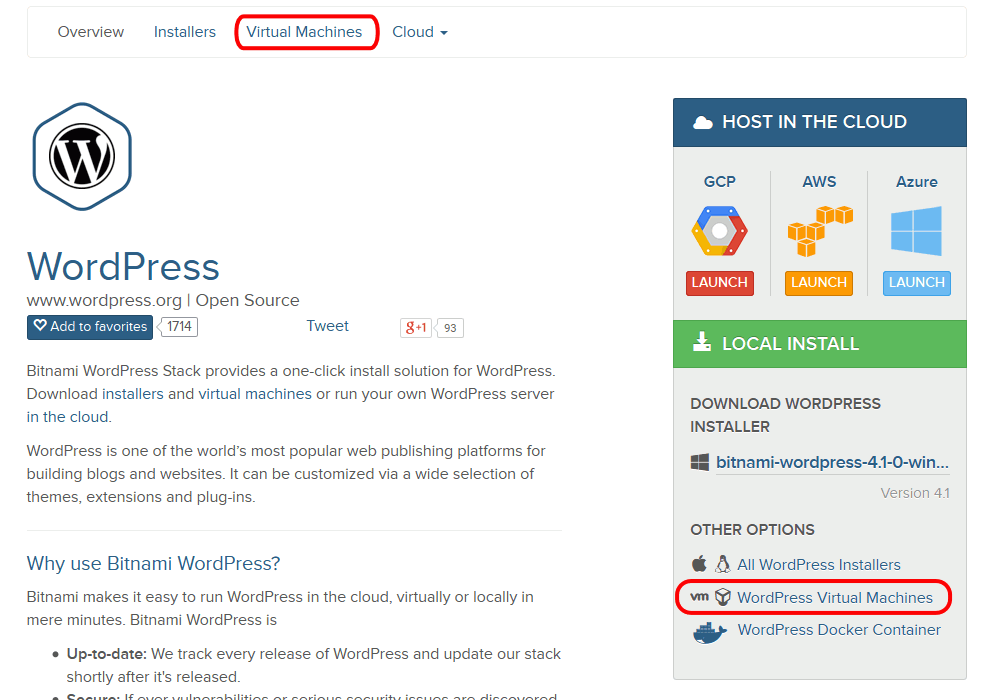 Overview Installers Virtual Machines Cloud
WordPress
www.wordpress.org | Open Source
Add to favorites 1714 Tweet g+1 93
Bitnami WordPress Stack provides a one-click install solution for WordPress.
Download installers and virtual machines or run your own WordPress server
in the cloud.
WordPress is one of the world’s most popular web publishing platforms for
building blogs and websites. It can be customized via a wide selection of
themes, extensions and plug-ins.
Why use Bitnami WordPress?
Bitnami makes it easy to run WordPress in the cloud, virtually or locally in
mere minutes. Bitnami WordPress is
• Up-to-date: We track every release of WordPress and update our stack
shortly after it's released.
• Secure: If ever vulnerabilities or serious security issues are discovered
HOST IN THE CLOUD
GCP AWS Azure
LAUNCH LAUNCH LAUNCH
LOCAL INSTALL
DOWNLOAD WORDPRESS
INSTALLER
bitnami-wordpress-4.1-0-win...
Version 4.1
OTHER OPTIONS
All WordPress Installers
vm WordPress Virtual Machines
WordPress Docker Container